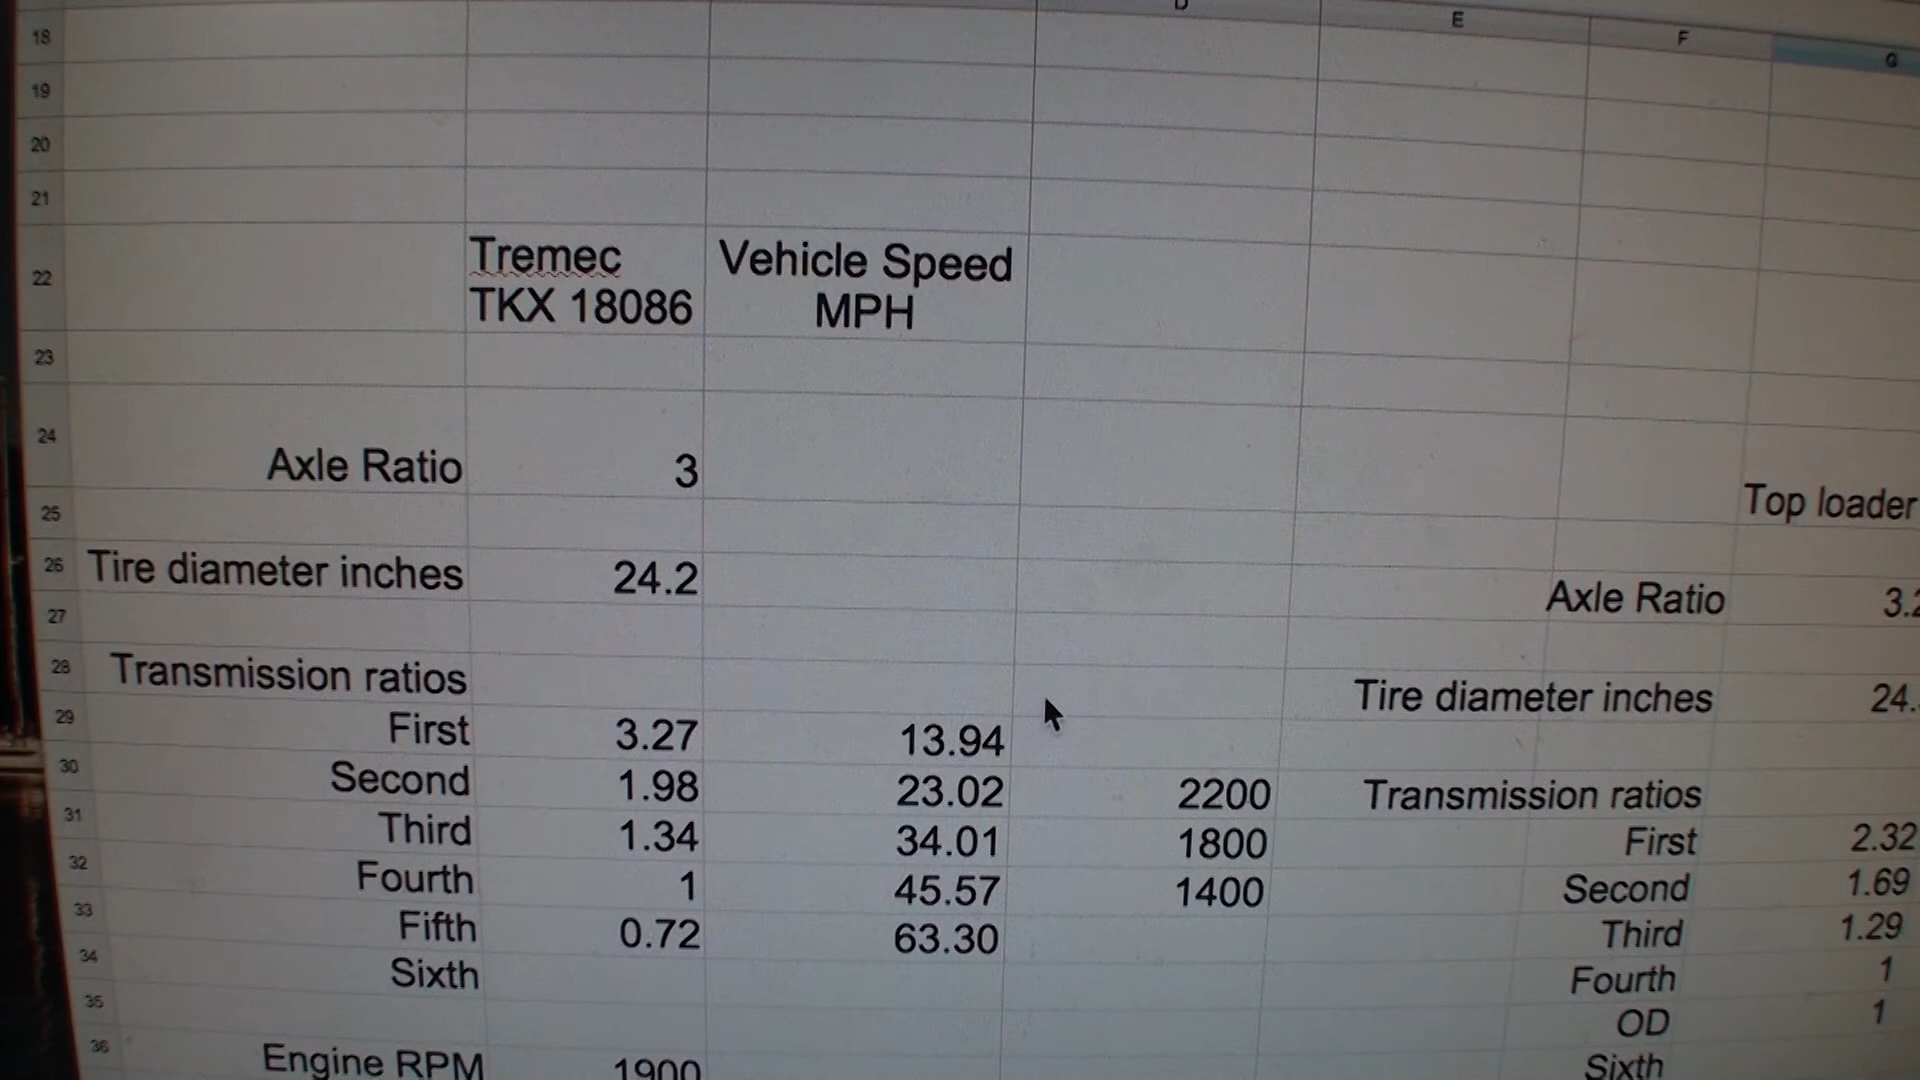 D E F G
18
19
20
21
22 Tremec TKX 18086 Vehicle Speed MPH
23
24 Axle Ratio 3
Top loader
25
26 Tire diameter inches 24.2
Axle Ratio
27
28 Transmission ratios
Tire diameter inches
29 First 3.27 13.94
30 Second 1.98 23.02 2200
Transmission ratios
31 Third 1.34 34.01 1800
First 2.32
32 Fourth 1 45.57 1400
Second 1.69
33 Fifth 0.72 63.30
Third 1.29
34 Sixth
Fourth 1
35
OD 1
36 Engine RPM 1900
Sixth